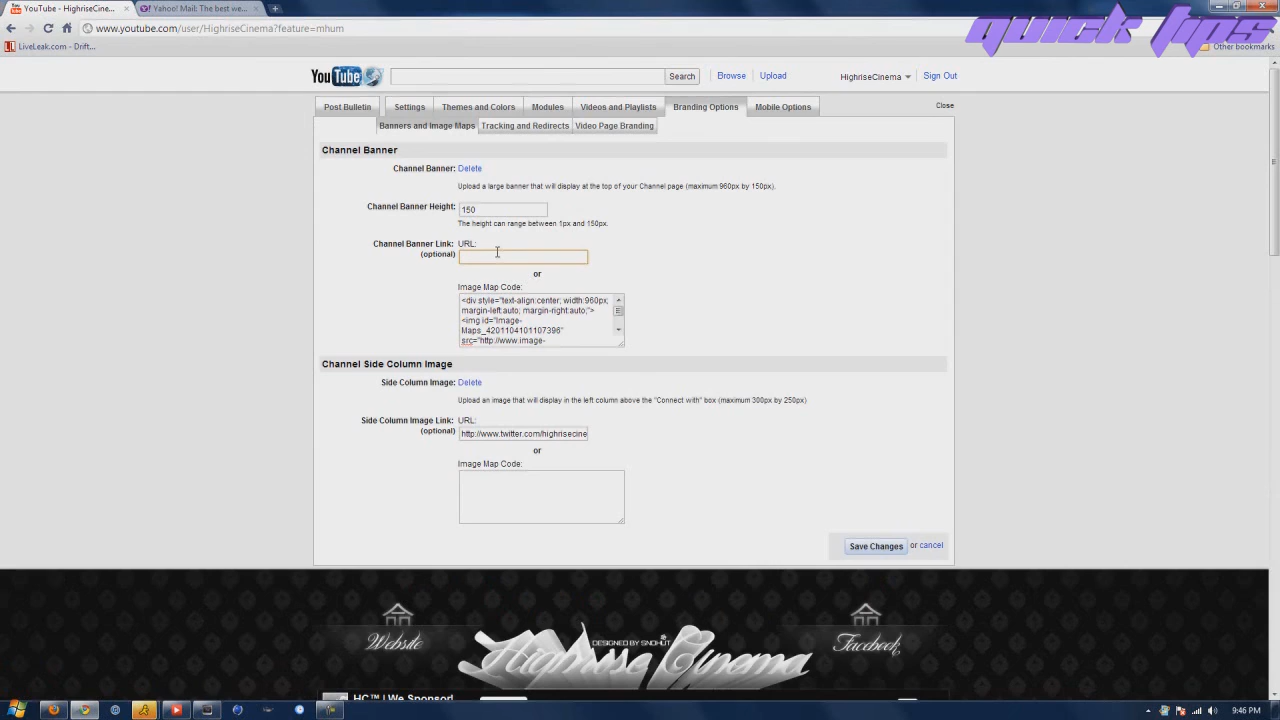 YouTube - HighriseCinem...
Yahoo! Mail: The best we...
www.youtube.com/user/HighriseCinema?feature=mhum
QUICK TIPS
LiveLeak.com - Drift...
Other bookmarks
YouTube
Search
Browse
Upload
HighriseCinema
Sign Out
Post Bulletin
Settings
Themes and Colors
Modules
Videos and Playlists
Branding Options
Mobile Options
Close
Banners and Image Maps
Tracking and Redirects
Video Page Branding
Channel Banner
Channel Banner: Delete
Upload a large banner that will display at the top of your Channel page (maximum 960px by 150px).
Channel Banner Height: 150
The height can range between 1px and 150px.
Channel Banner Link: URL:
(optional)
or
Image Map Code:
<div style="text-align:center; width:960px;
margin-left:auto; margin-right:auto;">
<img id="Image-
Maps_4201104101107396"
src="http://www.image-
Channel Side Column Image
Side Column Image: Delete
Upload an image that will display in the left column above the "Connect with" box (maximum 300px by 250px)
Side Column Image Link: URL:
(optional) http://www.twitter.com/highrisecine
or
Image Map Code:
Save Changes or cancel
Website
DESIGNED BY SNOHUT
Highrise Cinema
Facebook
HC™ | We Sponsor!
9:46 PM